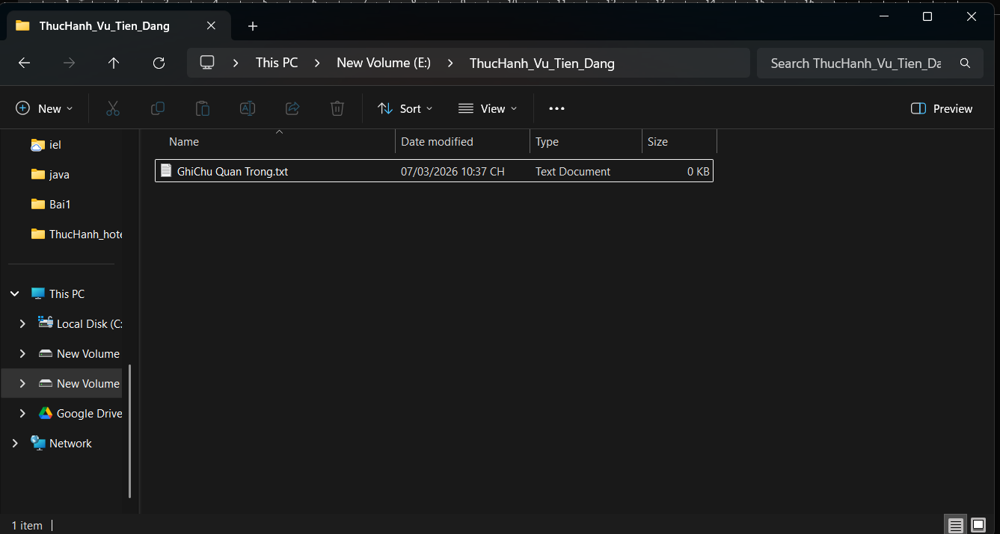 ThucHanh_Vu_Tien_Dang
This PC > New Volume (E:) > ThucHanh_Vu_Tien_Dang
Search ThucHanh_Vu_Tien_Da
New Sort View ... Preview
Name Date modified Type Size
GhiChu Quan Trong.txt 07/03/2026 10:37 CH Text Document 0 KB
iel
java
Bai1
ThucHanh_hote
This PC
Local Disk (C:
New Volume
New Volume
Google Drive
Network
1 item